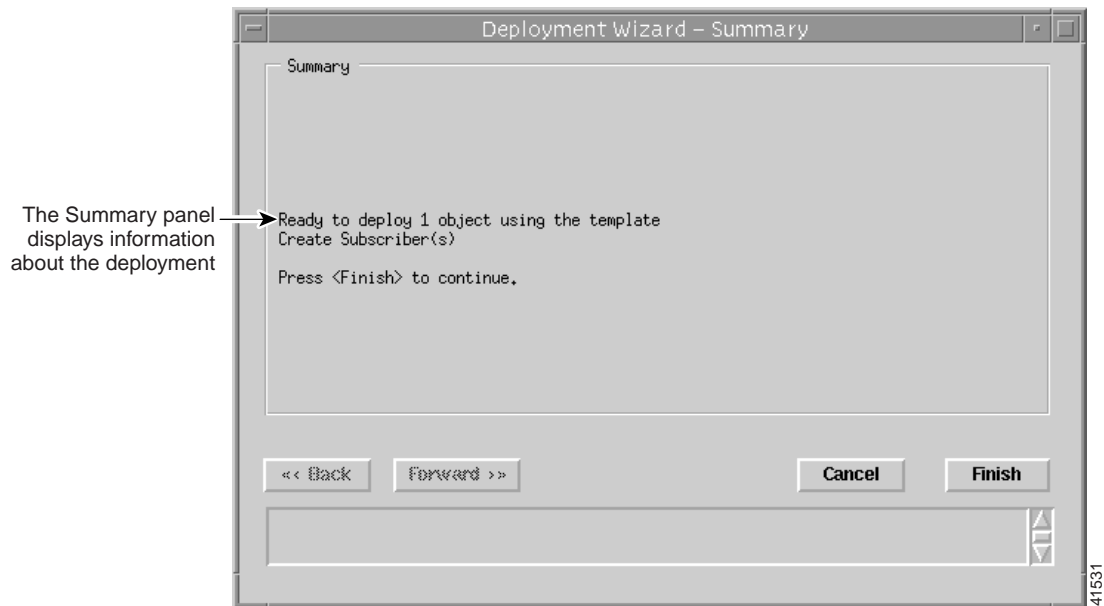 Deployment Wizard – Summary
Summary
The Summary panel
displays information
about the deployment
Ready to deploy 1 object using the template
Create Subscriber(s)
Press <Finish> to continue.
<< Back
Forward >>
Cancel
Finish
41531